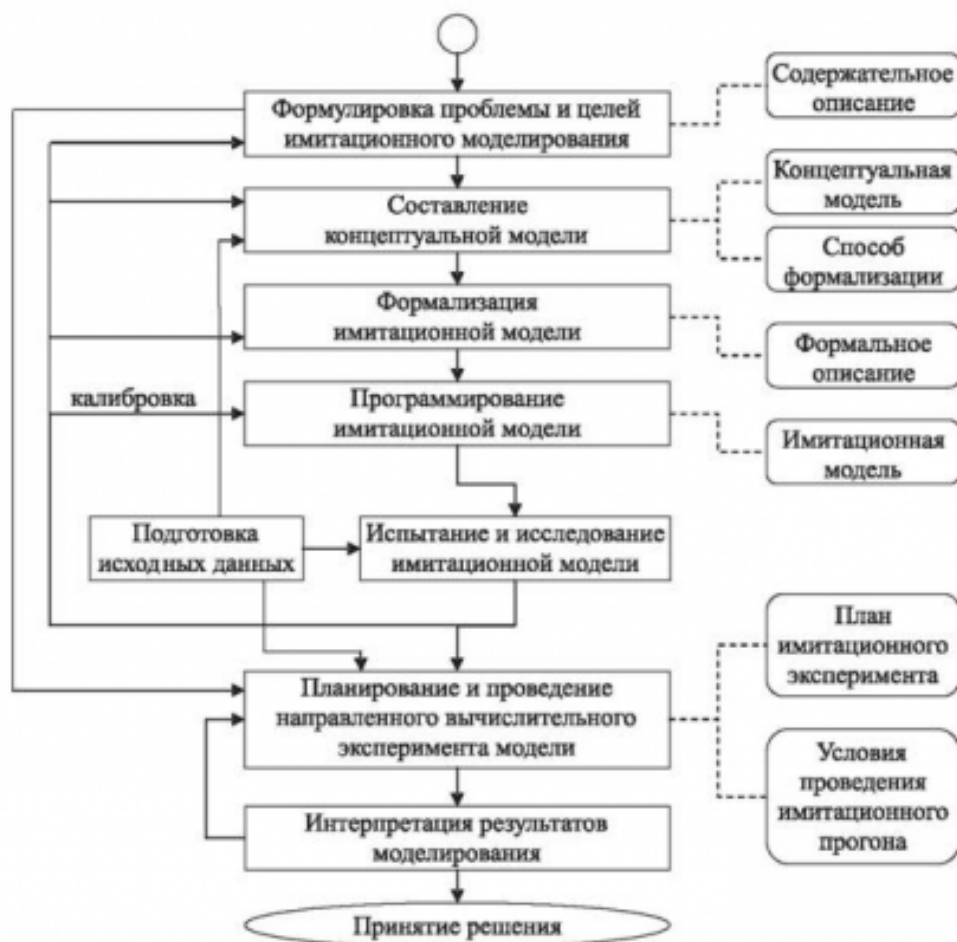 Формулировка проблемы и целей
имитационного моделирования
Содержательное
описание
Составление
концептуальной модели
Концептуальная
модель
Способ
формализации
Формализация
имитационной модели
Формальное
описание
калибровка
Программирование
имитационной модели
Имитационная
модель
Подготовка
исходных данных
Испытание и исследование
имитационной модели
План
имитационного
эксперимента
Планирование и проведение
направленного вычислительного
эксперимента модели
Условия
проведения
имитационного
прогона
Интерпретация результатов
моделирования
Принятие решения